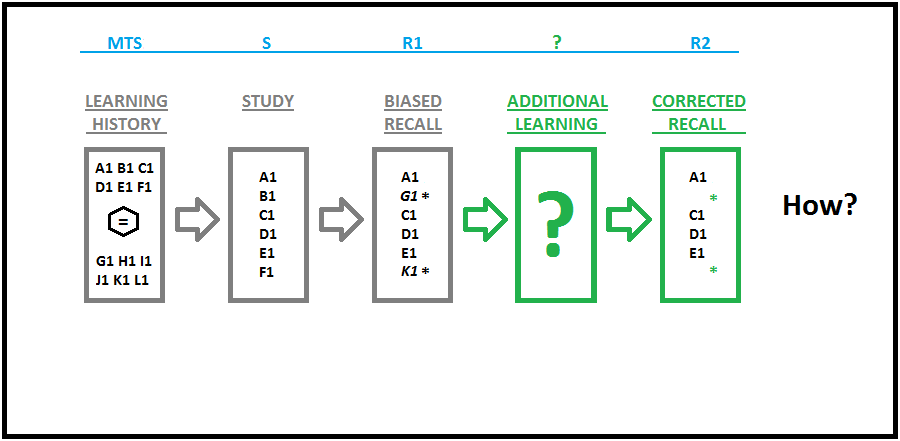 MTS S R1 ? R2
LEARNING
HISTORY
STUDY
BIASED
RECALL
ADDITIONAL
LEARNING
CORRECTED
RECALL
A1 B1 C1
D1 E1 F1
=
G1 H1 I1
J1 K1 L1
A1
B1
C1
D1
E1
F1
A1
G1 *
C1
D1
E1
K1 *
?
A1
*
C1
D1
E1
*
How?